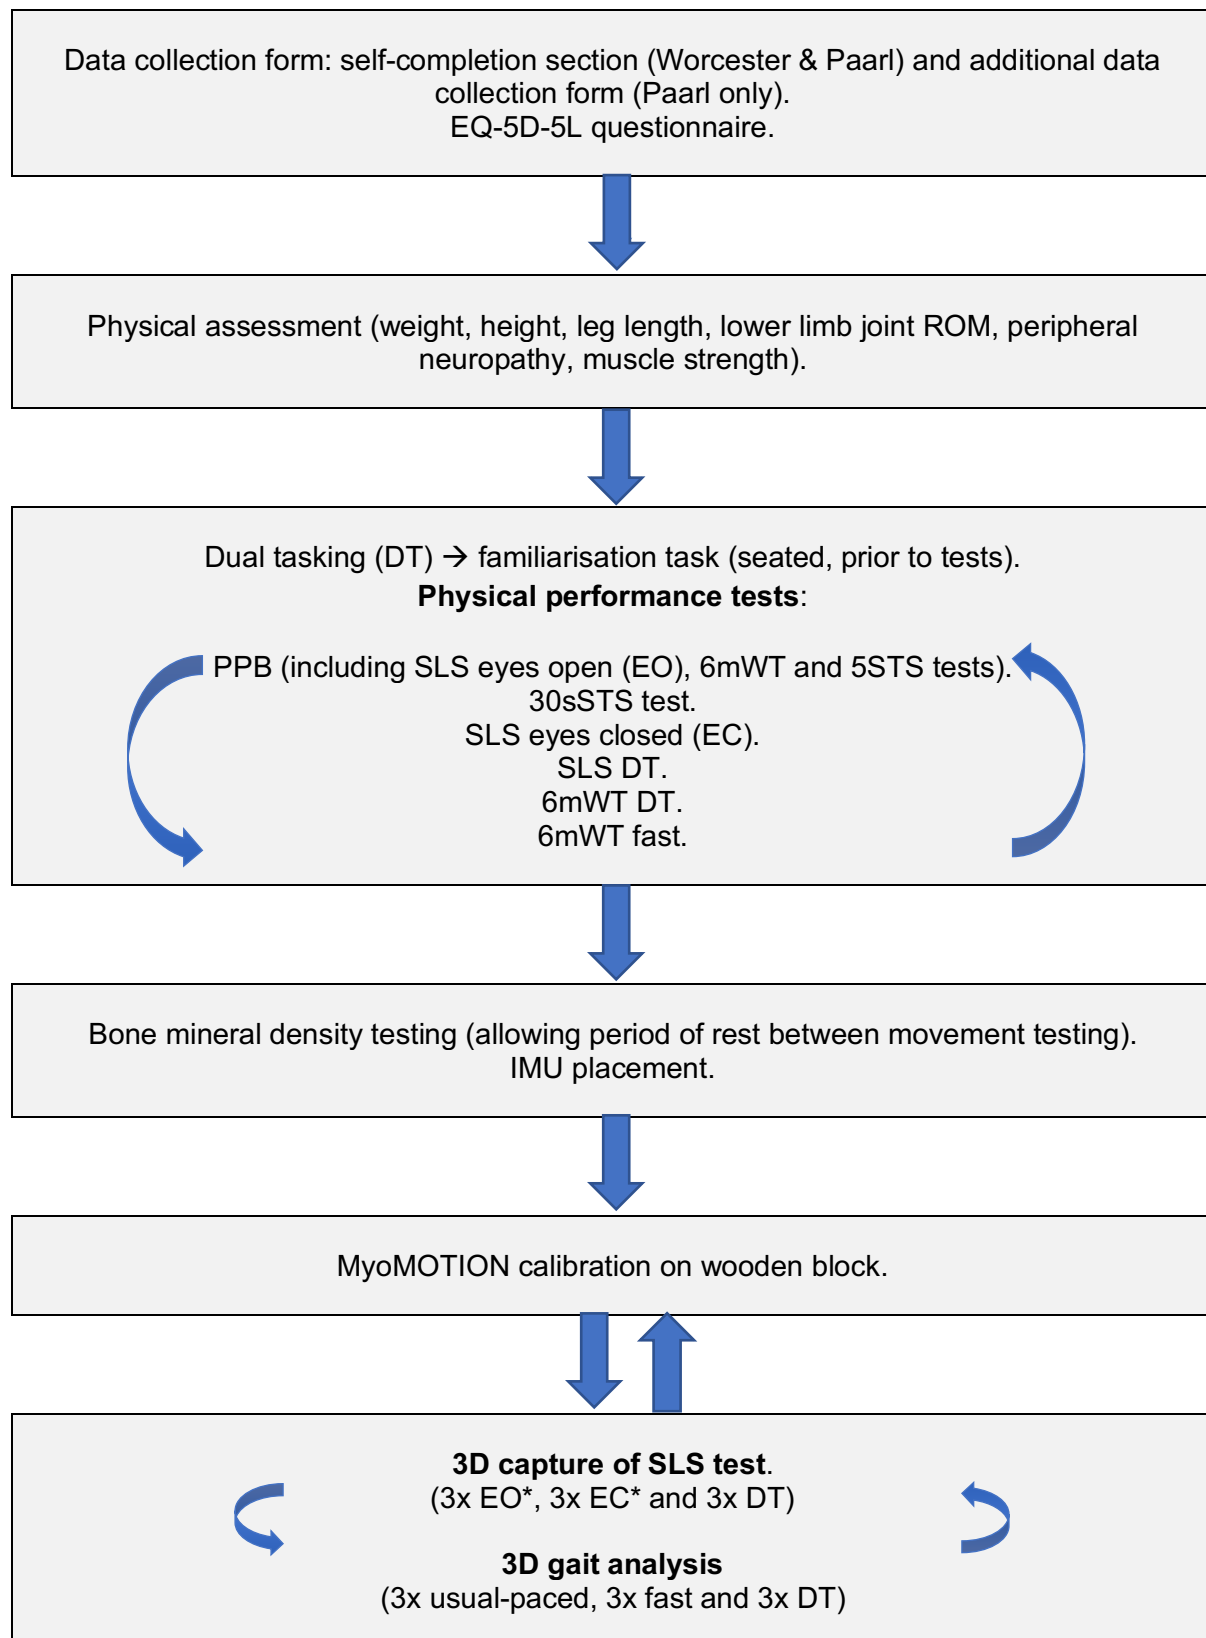 Data collection form: self-completion section (Worcester & Paarl) and additional data
collection form (Paarl only).
EQ-5D-5L questionnaire.
Physical assessment (weight, height, leg length, lower limb joint ROM, peripheral
neuropathy, muscle strength).
Dual tasking (DT) → familiarisation task (seated, prior to tests).
Physical performance tests:
PPB (including SLS eyes open (EO), 6mWT and 5STS tests).
30sSTS test.
SLS eyes closed (EC).
SLS DT.
6mWT DT.
6mWT fast.
Bone mineral density testing (allowing period of rest between movement testing).
IMU placement.
MyoMOTION calibration on wooden block.
3D capture of SLS test.
(3x EO*, 3x EC* and 3x DT)
3D gait analysis
(3x usual-paced, 3x fast and 3x DT)